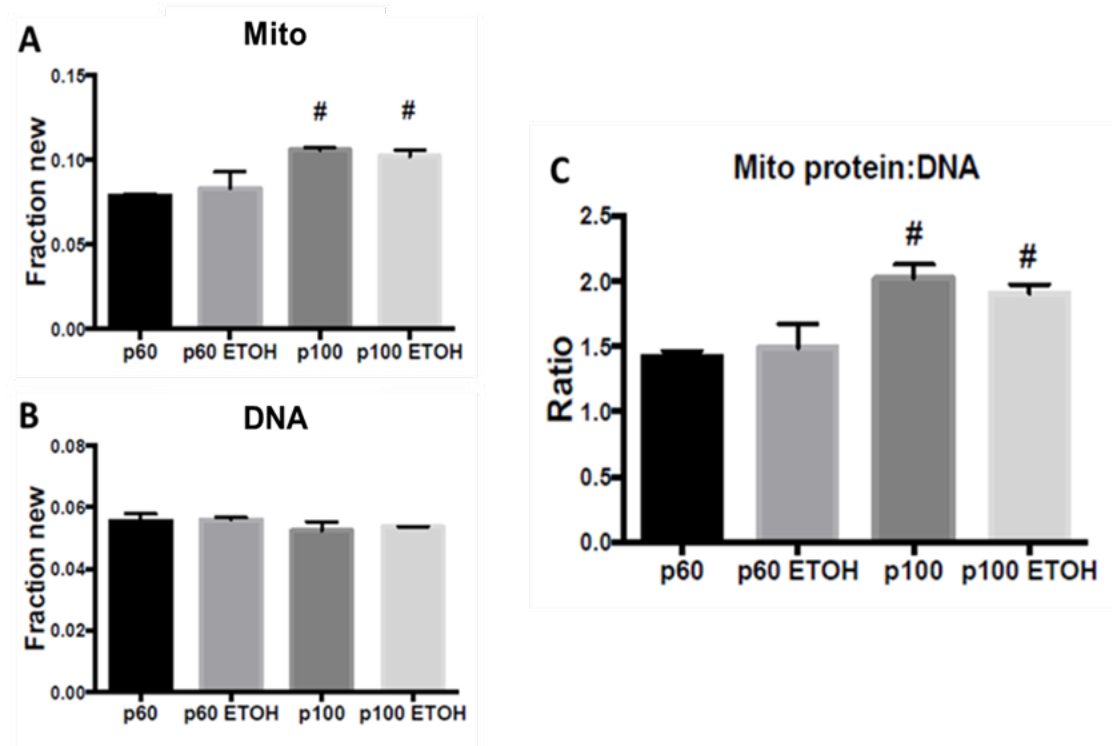 A
Mito
Fraction new
0.15
#
#
0.10
0.05
0.00
p60
p60 ETOH
p100
p100 ETOH
B
DNA
Fraction new
0.08
0.06
0.04
0.02
0.00
p60
p60 ETOH
p100
p100 ETOH
C
Mito protein:DNA
Ratio
2.5
#
#
2.0
1.5
1.0
0.5
0.0
p60
p60 ETOH
p100
p100 ETOH